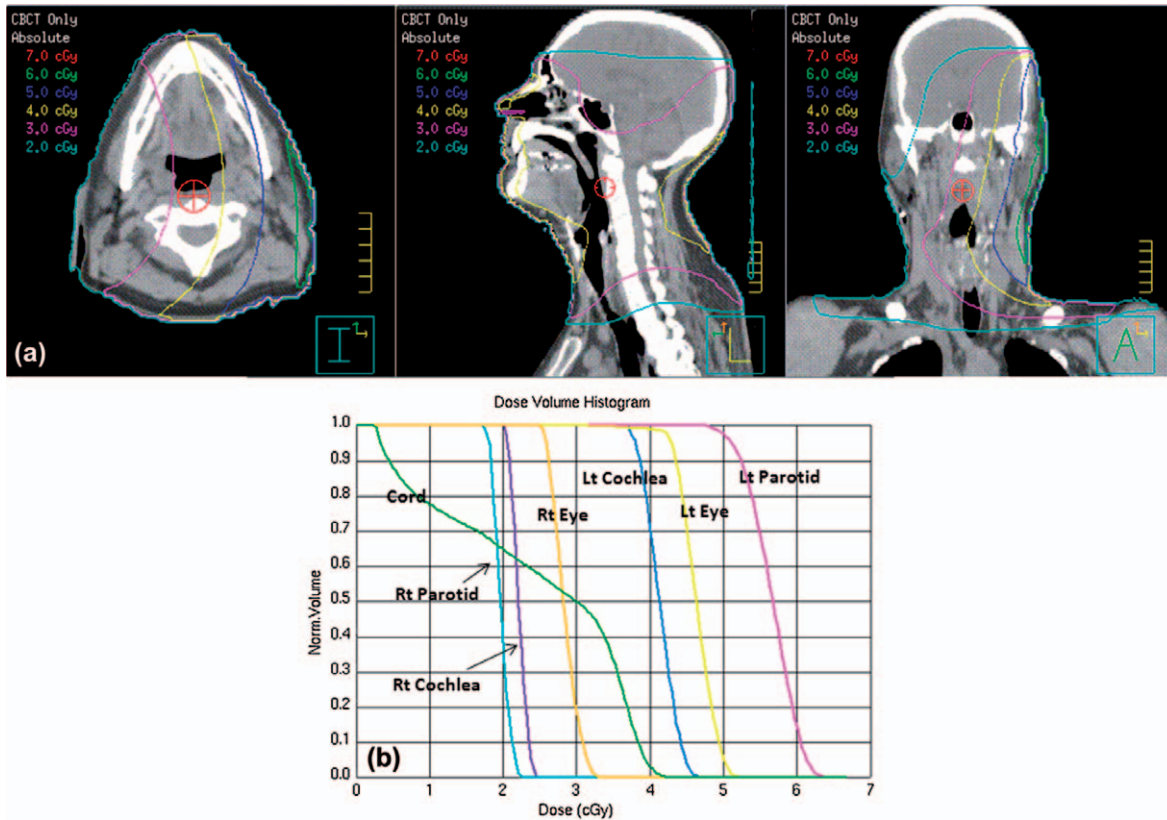 CBCT Only
Absolute
7.0 cGy
6.0 cGy
5.0 cGy
4.0 cGy
3.0 cGy
2.0 cGy
(a)
I
CBCT Only
Absolute
7.0 cGy
6.0 cGy
5.0 cGy
4.0 cGy
3.0 cGy
2.0 cGy
L
CBCT Only
Absolute
7.0 cGy
6.0 cGy
5.0 cGy
4.0 cGy
3.0 cGy
2.0 cGy
A
Dose Volume Histogram
1.0
0.9
0.8
0.7
0.6
0.5
0.4
0.3
0.2
0.1
0.0
Norm.Volume
Cord
Rt Parotid
Rt Cochlea
Rt Eye
Lt Cochlea
Lt Eye
Lt Parotid
(b)
0 1 2 3 4 5 6 7
Dose (cGy)